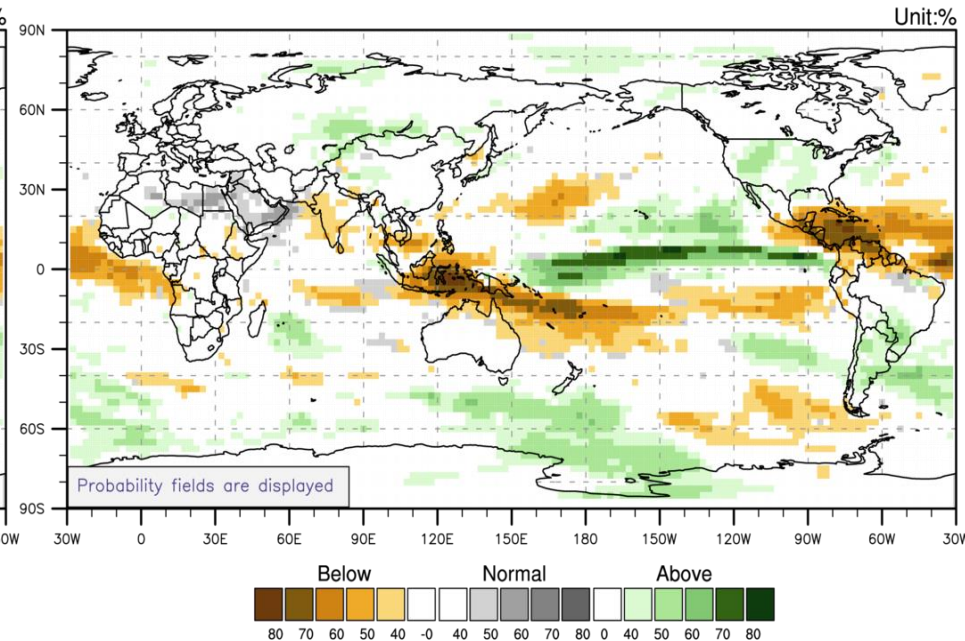 %
Unit:%
90N
60N
30N
0
30S
60S
90S
Probability fields are displayed
0W 30W 0 30E 60E 90E 120E 150E 180 150W 120W 90W 60W 30W
Below Normal Above
80 70 60 50 40 -0 40 50 60 70 80 0 40 50 60 70 80